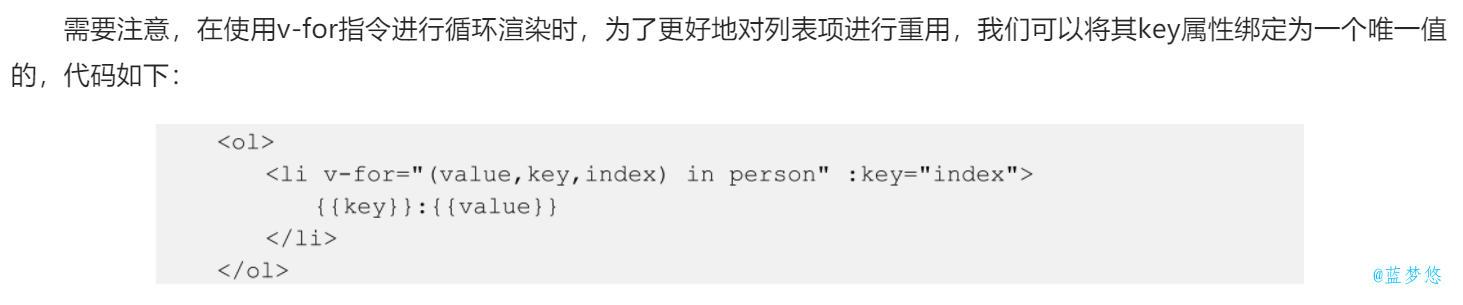 需要注意，在使用v-for指令进行循环渲染时，为了更好地对列表项进行重用，我们可以将其key属性绑定为一个唯一值
的，代码如下：
<ol>
<li v-for="(value,key,index) in person" :key="index">
{{key}}:{{value}}
</li>
</ol>
@蓝梦悠